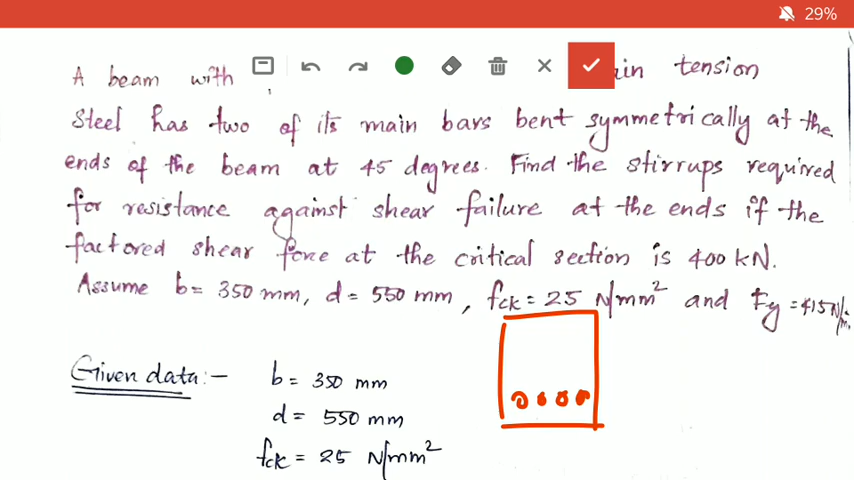 29%
A beam with ain tension
Steel has two of its main bars bent symmetrically at the
ends of the beam at 45 degrees. Find the stirrups required
for resistance against shear failure at the ends if the
factored shear force at the critical section is 400 kN.
Assume b = 350 mm, d = 550 mm, fck = 25 N/mm² and Fy = 415 N/m
Given data:-
b = 350 mm
d = 550 mm
fck = 25 N/mm²